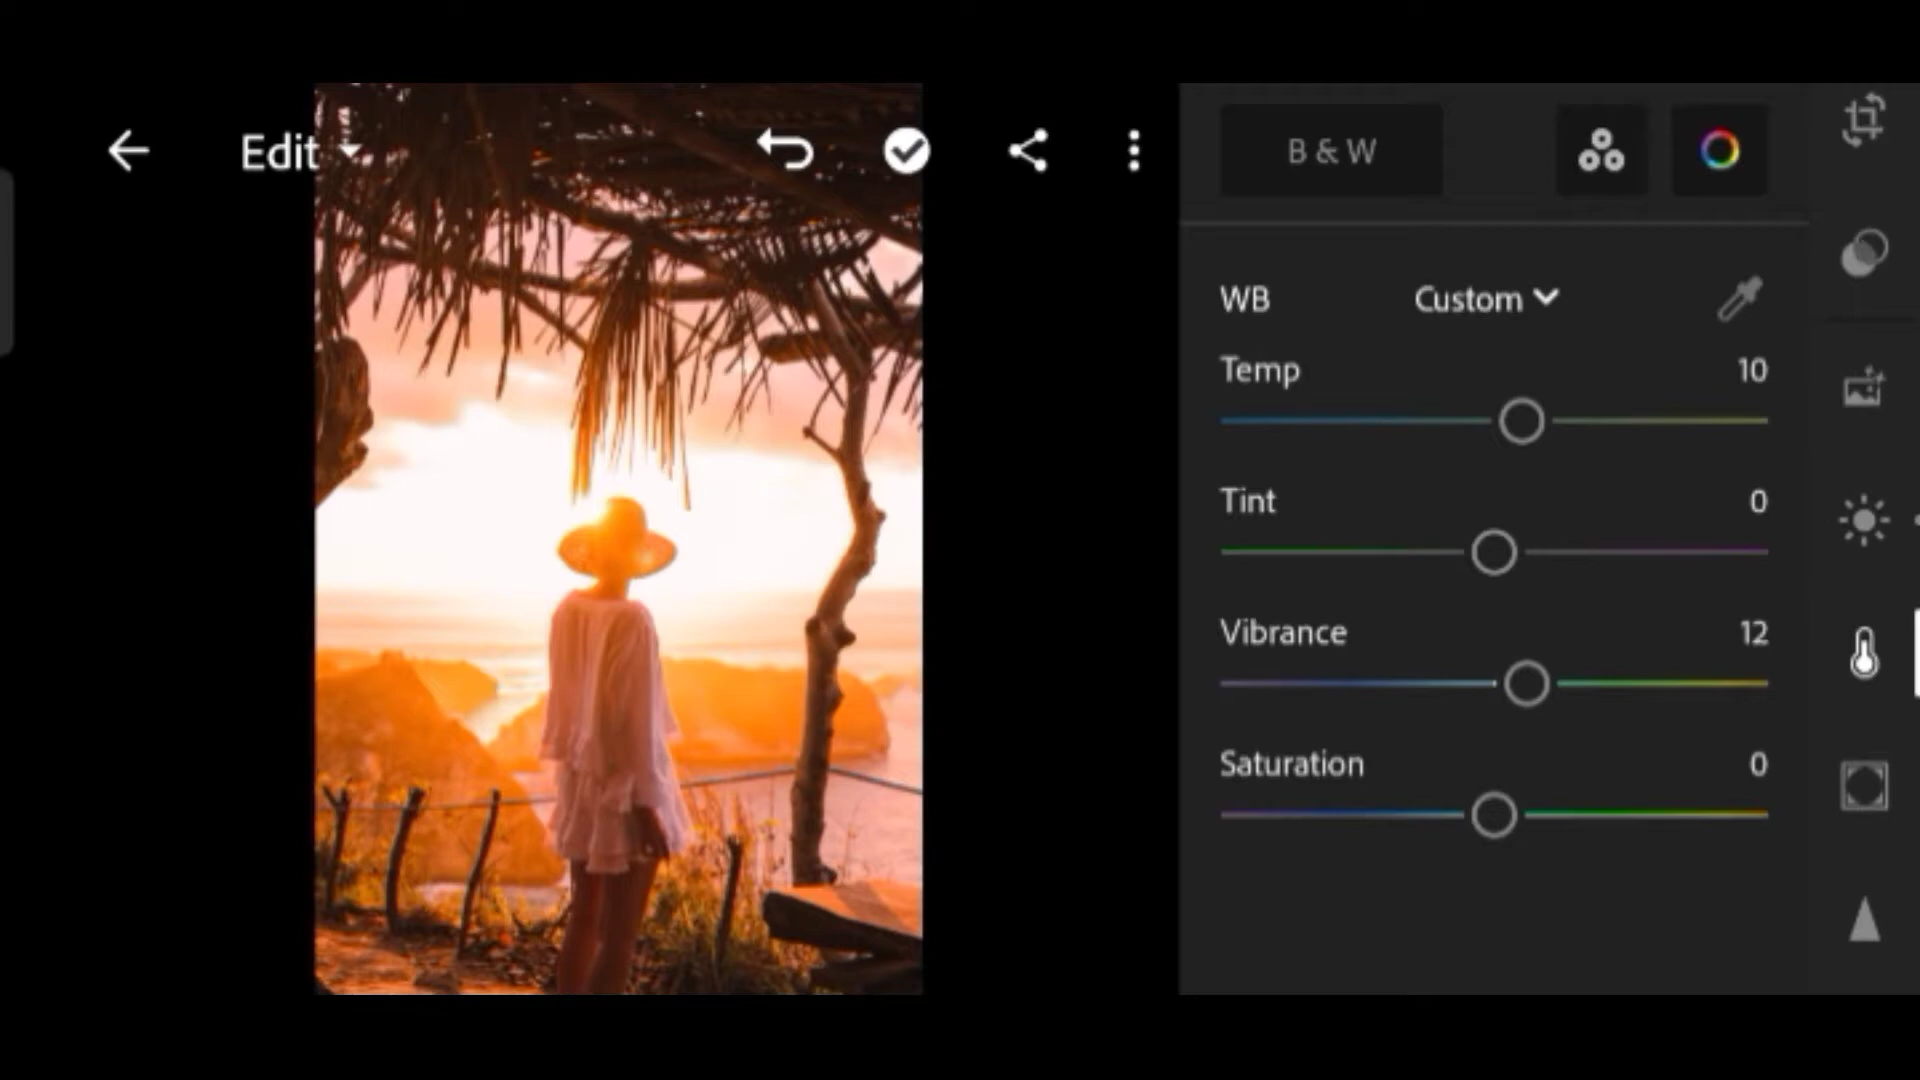 Edit
B & W
WB Custom
Temp 10
Tint 0
Vibrance 12
Saturation 0